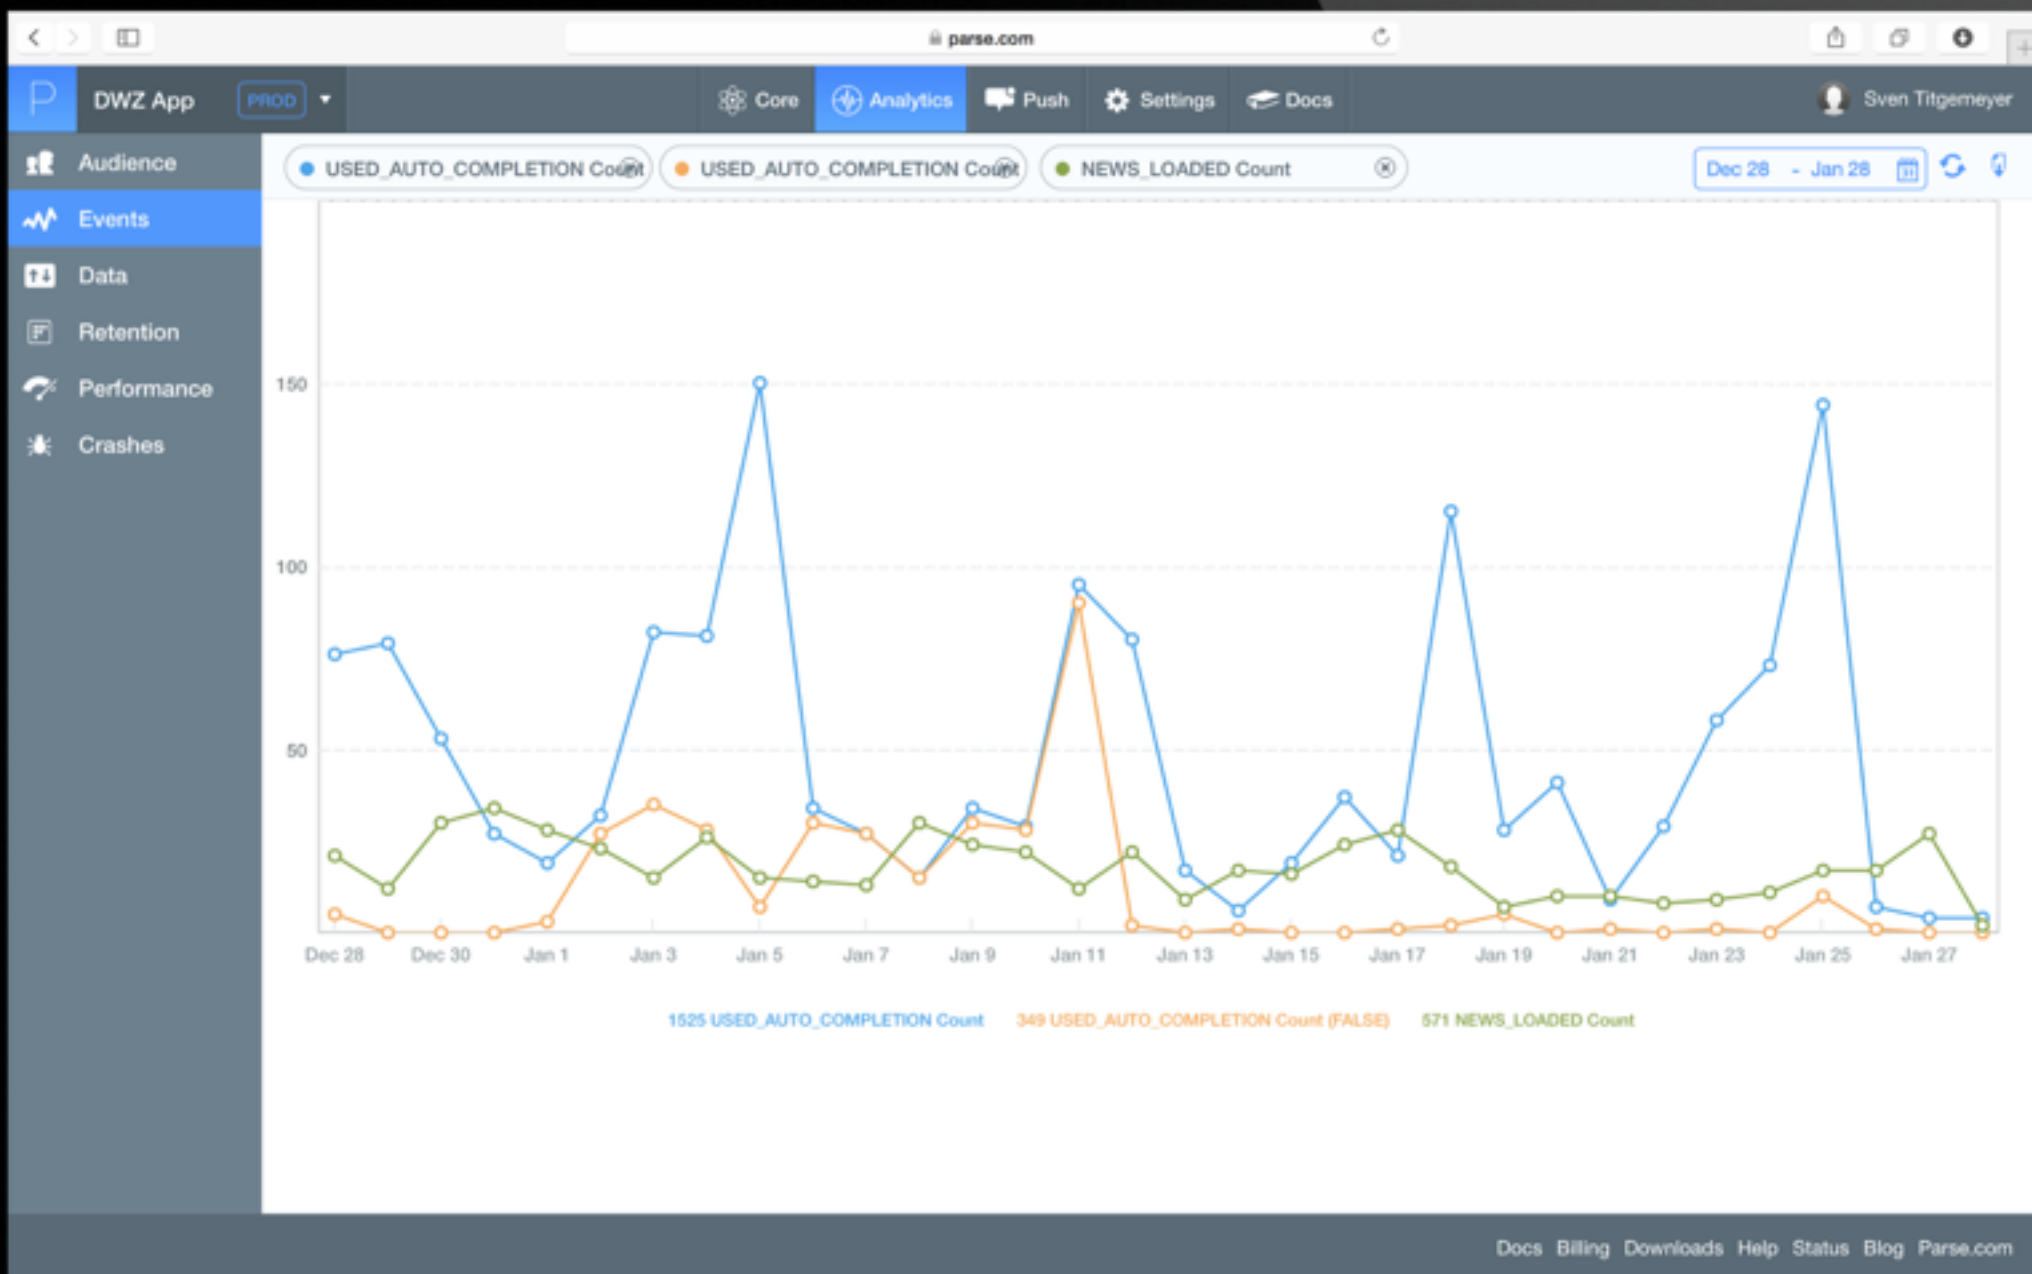 parse.com
P DWZ App PROD Core Analytics Push Settings Docs Sven Titgemeyer
Audience
Events
Data
Retention
Performance
Crashes
USED_AUTO_COMPLETION Count USED_AUTO_COMPLETION Count NEWS_LOADED Count Dec 28 - Jan 28
150
100
50
Dec 28 Dec 30 Jan 1 Jan 3 Jan 5 Jan 7 Jan 9 Jan 11 Jan 13 Jan 15 Jan 17 Jan 19 Jan 21 Jan 23 Jan 25 Jan 27
1525 USED_AUTO_COMPLETION Count 349 USED_AUTO_COMPLETION Count (FALSE) 571 NEWS_LOADED Count
Docs Billing Downloads Help Status Blog Parse.com